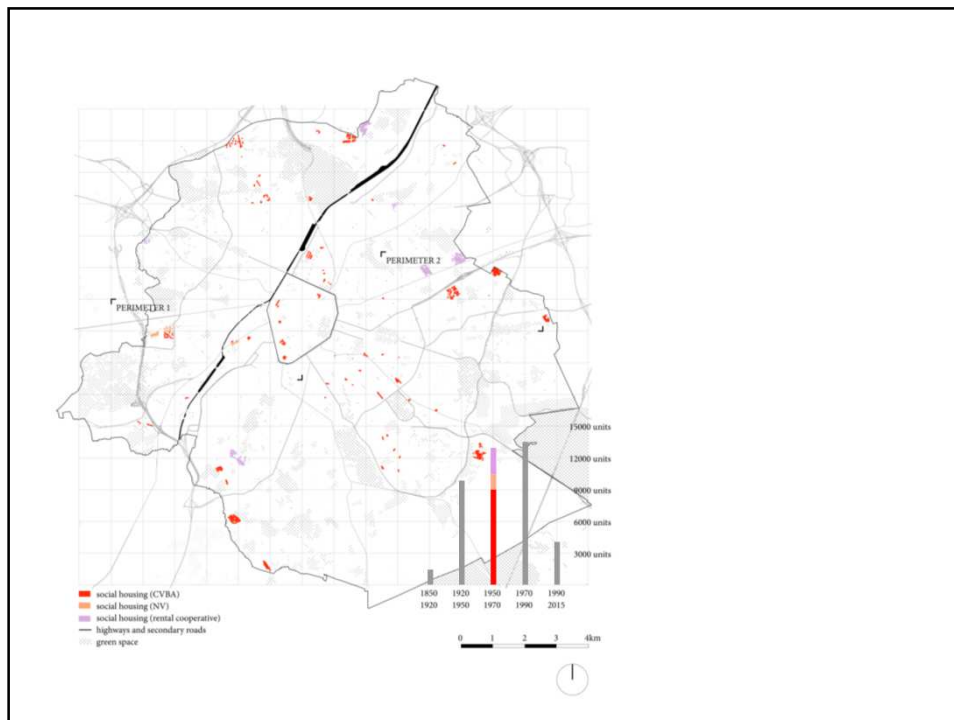 PERIMETER 2
PERIMETER 1
15000 units
12000 units
9000 units
6000 units
3000 units
1850 1920 1950 1970 1990
1920 1950 1970 1990 2015
social housing (CVBA)
social housing (NV)
social housing (rental cooperative)
highways and secondary roads
green space
0 1 2 3 4km